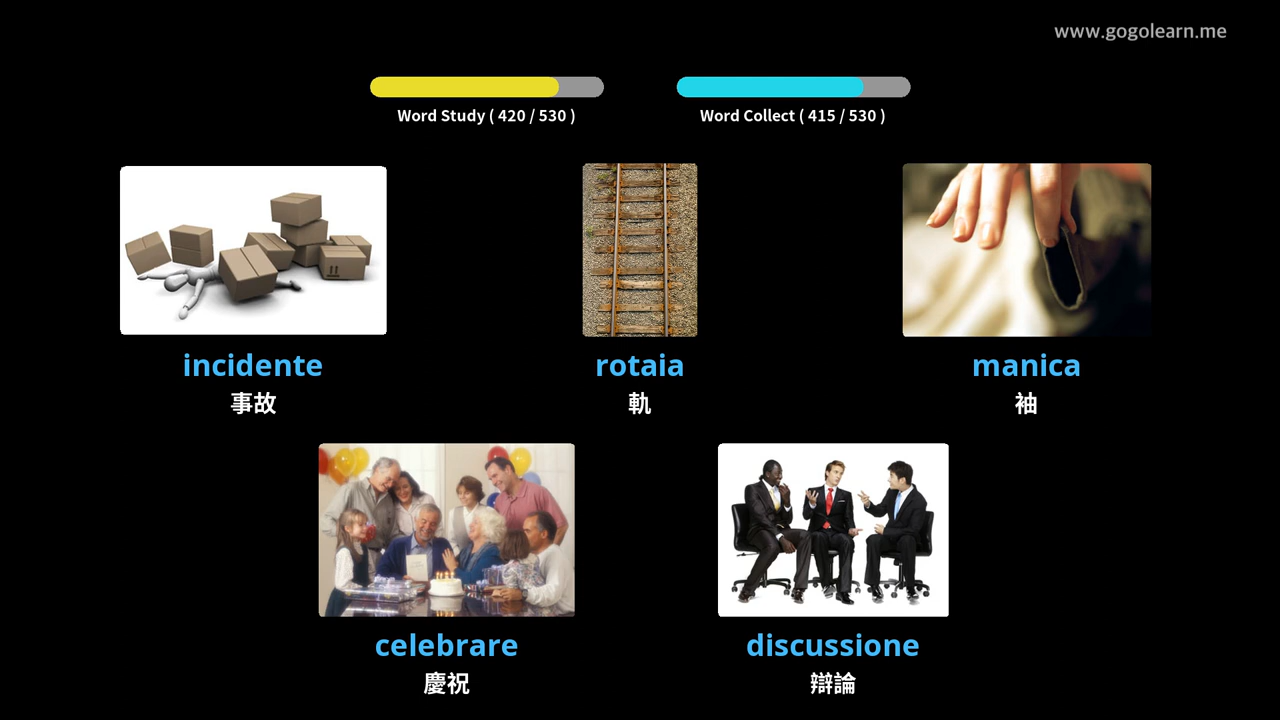 www.gogolearn.me
Word Study ( 420 / 530 )
Word Collect ( 415 / 530 )
incidente
事故
rotaia
軌
manica
袖
celebrare
慶祝
discussione
辯論